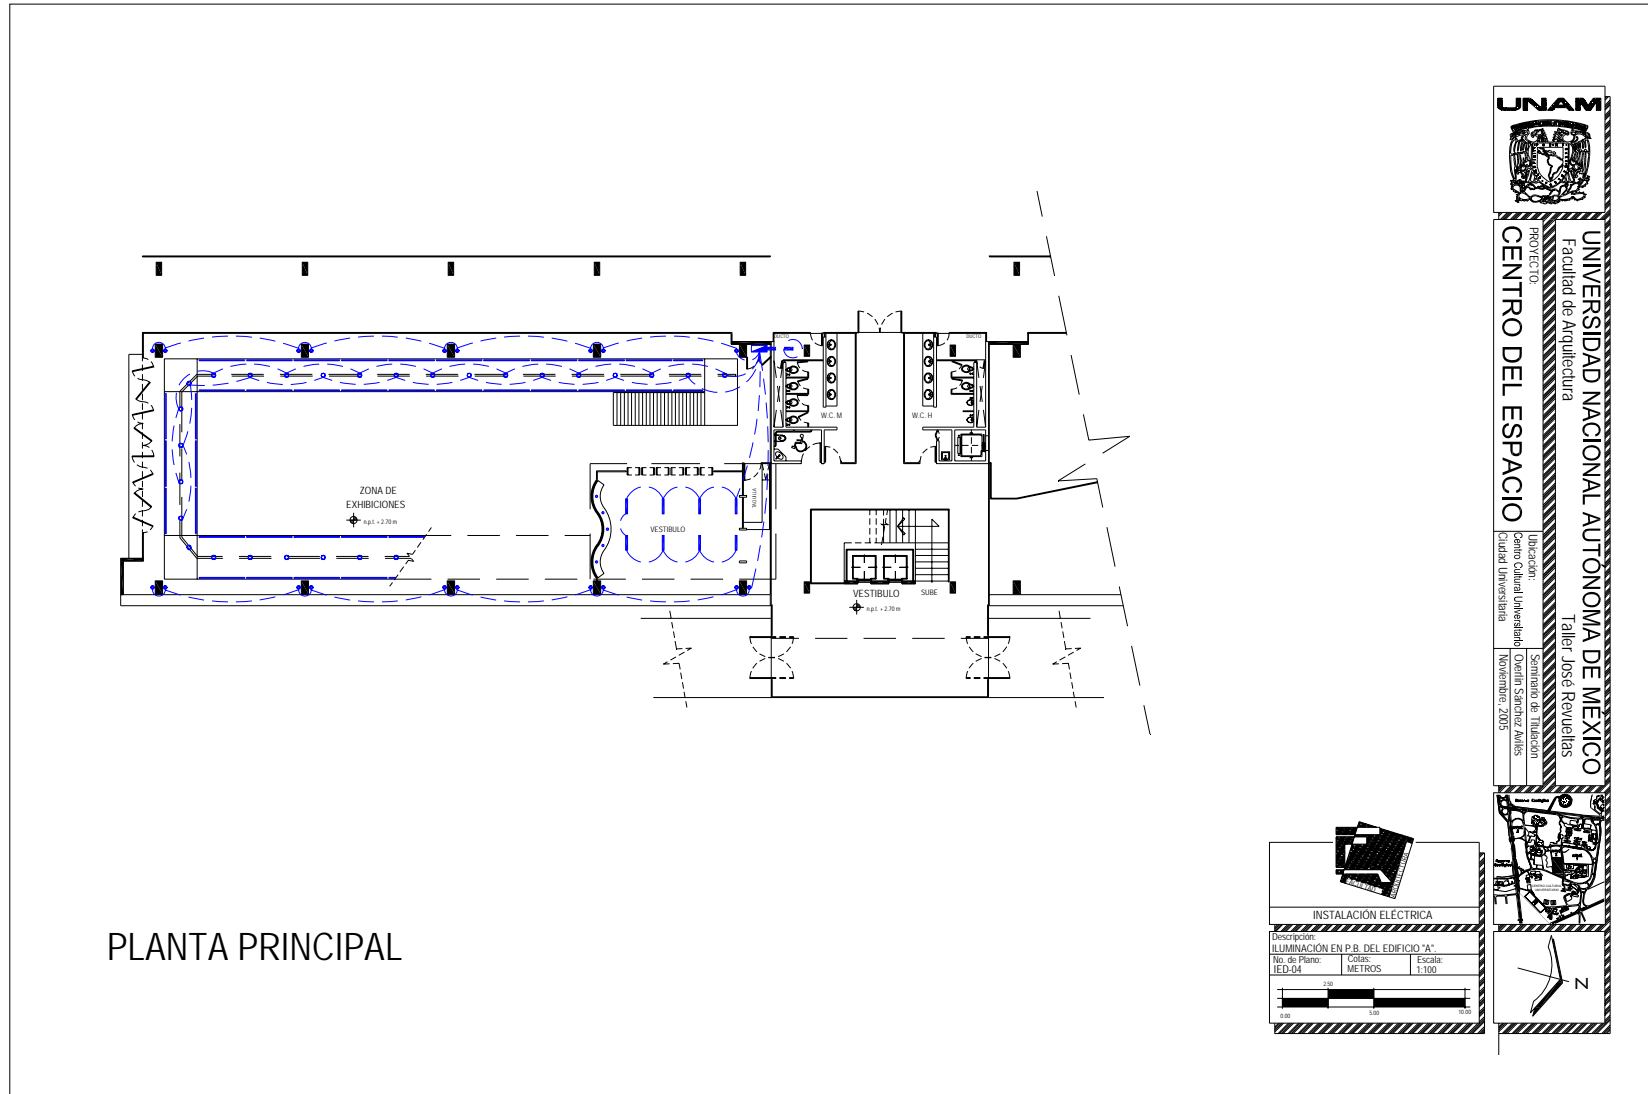 UNAM
UNIVERSIDAD NACIONAL AUTÓNOMA DE MÉXICO
Facultad de Arquitectura
Taller José Revueltas
PROYECTO:
CENTRO DEL ESPACIO
Ubicación:
Centro Cultural Universitario
Ciudad Universitaria
Seminario de Titulación
Overlin Sánchez Avilés
Noviembre, 2005
DUCTO
DUCTO
W.C. M
W.C. H
ZONA DE
EXHIBICIONES
n.p.t. + 2.70 m
VESTIBULO
VESTIBULO
n.p.t. + 2.70 m
SUBE
PLANTA PRINCIPAL
INSTALACIÓN ELÉCTRICA
Descripción:
ILUMINACIÓN EN P.B. DEL EDIFICIO "A".
No. de Plano:
IED-04
Cotas:
METROS
Escala:
1:100
2.50
0.00
5.00
10.00
N